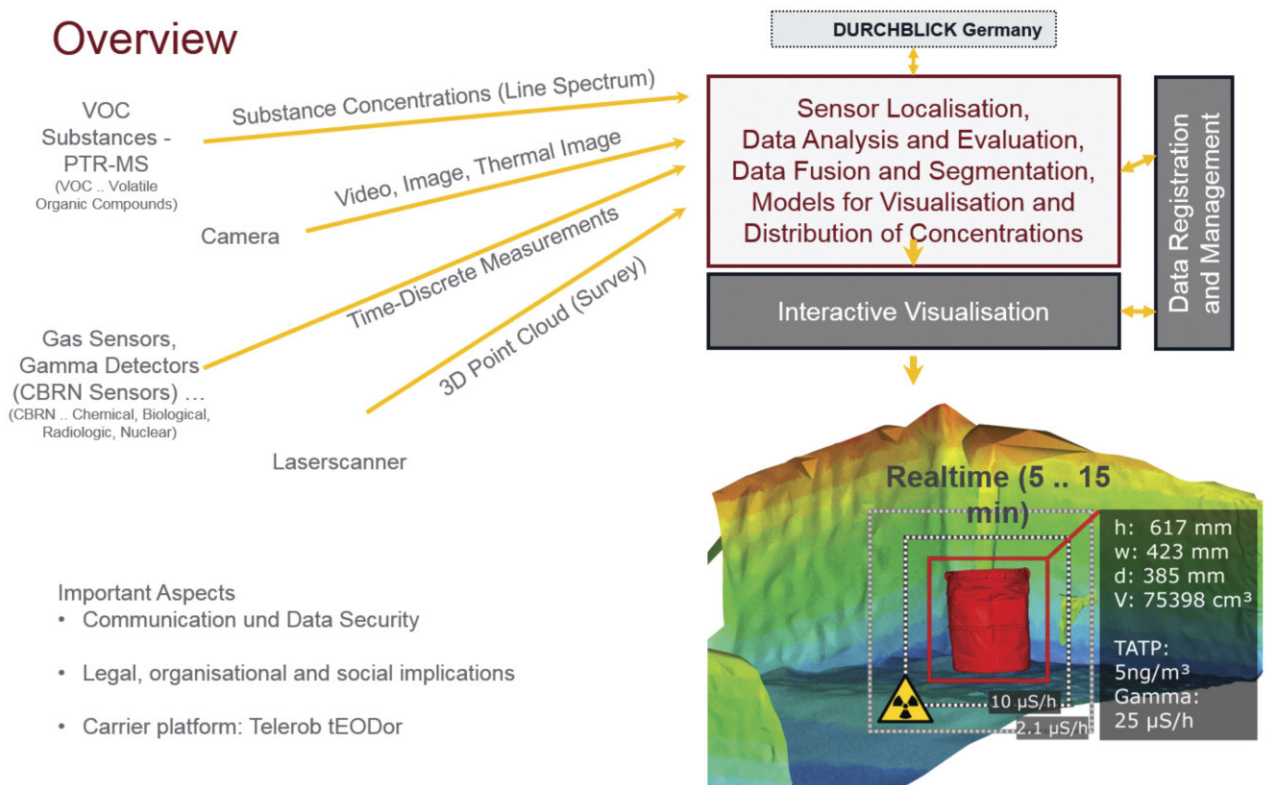 Overview
DURCHBLICK Germany
VOC
Substances -
PTR-MS
(VOC .. Volatile
Organic Compounds)
Substance Concentrations (Line Spectrum)
Camera
Video, Image, Thermal Image
Gas Sensors,
Gamma Detectors
(CBRN Sensors) ...
(CBRN .. Chemical, Biological,
Radiologic, Nuclear)
Time-Discrete Measurements
Laserscanner
3D Point Cloud (Survey)
Sensor Localisation,
Data Analysis and Evaluation,
Data Fusion and Segmentation,
Models for Visualisation and
Distribution of Concentrations
Interactive Visualisation
Data Registration
and Management
Realtime (5 .. 15
min)
h: 617 mm
w: 423 mm
d: 385 mm
V: 75398 cm³
TATP:
5ng/m³
Gamma:
25 µS/h
10 µS/h
2.1 µS/h
Important Aspects
• Communication und Data Security
• Legal, organisational and social implications
• Carrier platform: Telerob tEODor